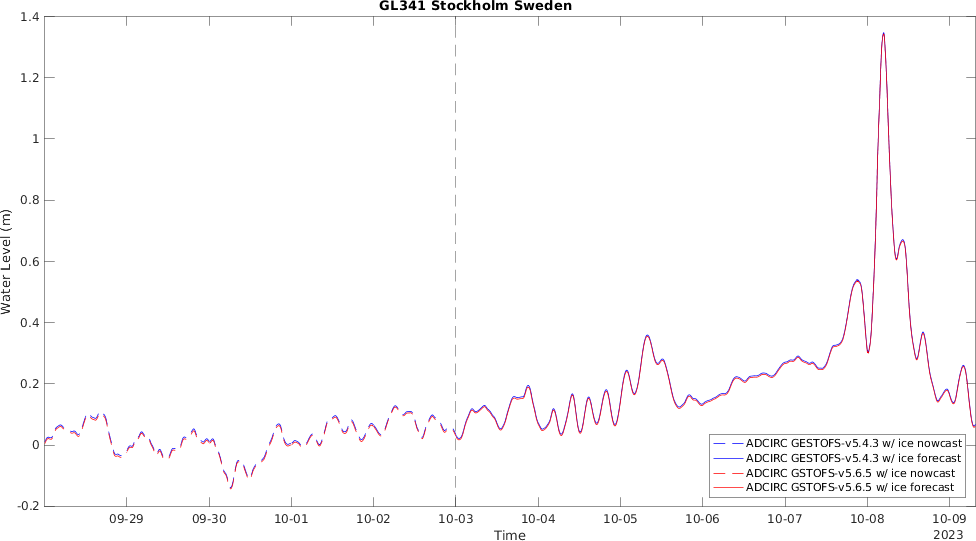 GL341 Stockholm Sweden
Water Level (m)
1.4
1.2
1
0.8
0.6
0.4
0.2
0
-0.2
ADCIRC GESTOFS-v5.4.3 w/ ice nowcast
ADCIRC GESTOFS-v5.4.3 w/ ice forecast
ADCIRC GSTOFS-v5.6.5 w/ ice nowcast
ADCIRC GSTOFS-v5.6.5 w/ ice forecast
09-29 09-30 10-01 10-02 10-03 10-04 10-05 10-06 10-07 10-08 10-09
Time
2023